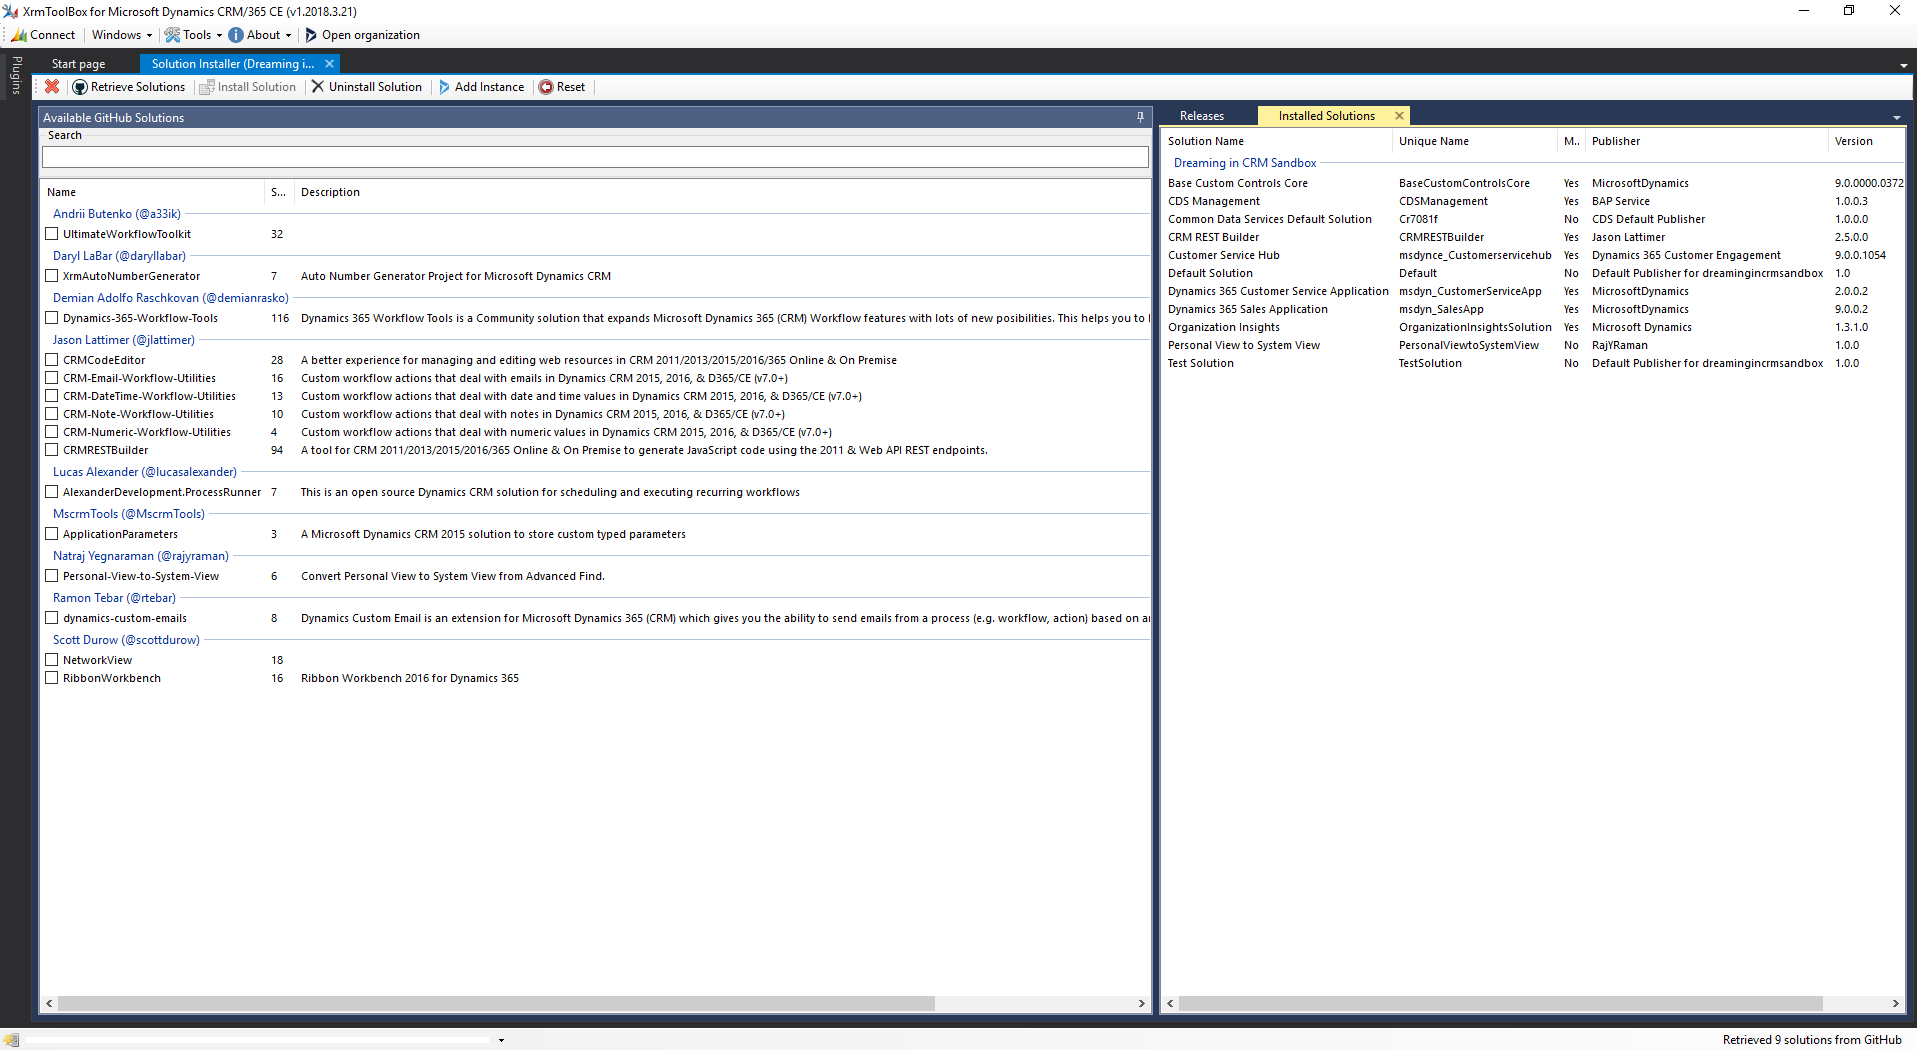 XrmToolBox for Microsoft Dynamics CRM/365 CE (v1.2018.3.21)
Connect Windows Tools About Open organization
Plugins
Start page Solution Installer (Dreaming i...
Retrieve Solutions Install Solution Uninstall Solution Add Instance Reset
Available GitHub Solutions
Search
Name S... Description
Andrii Butenko (@a33ik)
UltimateWorkflowToolkit 32
Daryl LaBar (@daryllabar)
XrmAutoNumberGenerator 7 Auto Number Generator Project for Microsoft Dynamics CRM
Demian Adolfo Raschkovan (@demianrasko)
Dynamics-365-Workflow-Tools 116 Dynamics 365 Workflow Tools is a Community solution that expands Microsoft Dynamics 365 (CRM) Workflow features with lots of new posibilities. This helps you to
Jason Lattimer (@jlattimer)
CRMCodeEditor 28 A better experience for managing and editing web resources in CRM 2011/2013/2015/2016/365 Online & On Premise
CRM-Email-Workflow-Utilities 16 Custom workflow actions that deal with emails in Dynamics CRM 2015, 2016, & D365/CE (v7.0+)
CRM-DateTime-Workflow-Utilities 13 Custom workflow actions that deal with date and time values in Dynamics CRM 2015, 2016, & D365/CE (v7.0+)
CRM-Note-Workflow-Utilities 10 Custom workflow actions that deal with notes in Dynamics CRM 2015, 2016, & D365/CE (v7.0+)
CRM-Numeric-Workflow-Utilities 4 Custom workflow actions that deal with numeric values in Dynamics CRM 2015, 2016, & D365/CE (v7.0+)
CRMRESTBuilder 94 A tool for CRM 2011/2013/2015/2016/365 Online & On Premise to generate JavaScript code using the 2011 & Web API REST endpoints.
Lucas Alexander (@lucasalexander)
AlexanderDevelopment.ProcessRunner 7 This is an open source Dynamics CRM solution for scheduling and executing recurring workflows
MscrmTools (@MscrmTools)
ApplicationParameters 3 A Microsoft Dynamics CRM 2015 solution to store custom typed parameters
Natraj Yegnaraman (@rajyraman)
Personal-View-to-System-View 6 Convert Personal View to System View from Advanced Find.
Ramon Tebar (@rtebar)
dynamics-custom-emails 8 Dynamics Custom Email is an extension for Microsoft Dynamics 365 (CRM) which gives you the ability to send emails from a process (e.g. workflow, action) based on
Scott Durow (@scottdurow)
NetworkView 18
RibbonWorkbench 16 Ribbon Workbench 2016 for Dynamics 365
Releases Installed Solutions
Solution Name Unique Name M.. Publisher Version
Dreaming in CRM Sandbox
Base Custom Controls Core BaseCustomControlsCore Yes MicrosoftDynamics 9.0.0000.0372
CDS Management CDSManagement Yes BAP Service 1.0.0.3
Common Data Services Default Solution Cr7081f No CDS Default Publisher 1.0.0.0
CRM REST Builder CRMRESTBuilder Yes Jason Lattimer 2.5.0.0
Customer Service Hub msdynce_Customerservicehub Yes Dynamics 365 Customer Engagement 9.0.0.1054
Default Solution Default No Default Publisher for dreamingincrmsandbox 1.0
Dynamics 365 Customer Service Application msdyn_CustomerServiceApp Yes MicrosoftDynamics 2.0.0.2
Dynamics 365 Sales Application msdyn_SalesApp Yes MicrosoftDynamics 9.0.0.2
Organization Insights OrganizationInsightsSolution Yes Microsoft Dynamics 1.3.1.0
Personal View to System View PersonalViewtoSystemView No RajYRaman 1.0.0
Test Solution TestSolution No Default Publisher for dreamingincrmsandbox 1.0.0
Retrieved 9 solutions from GitHub